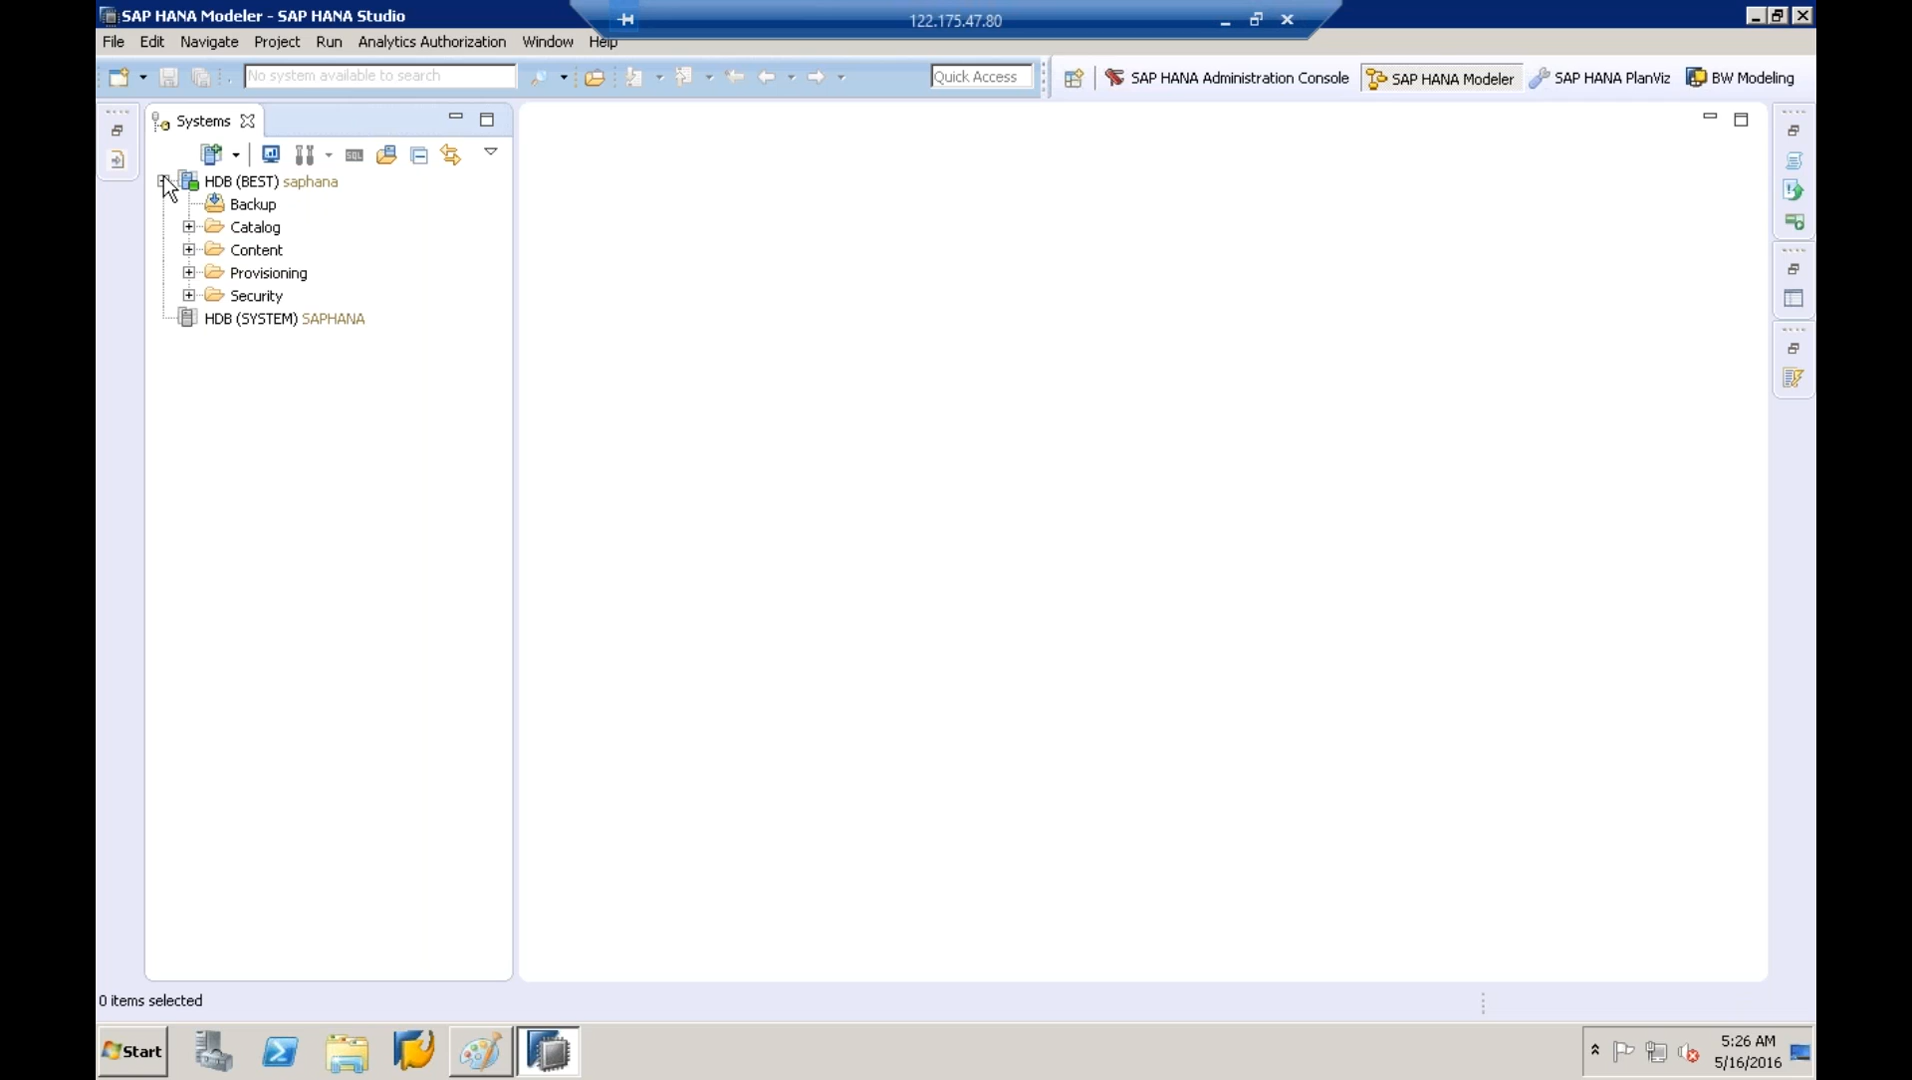 SAP HANA Modeler - SAP HANA Studio
122.175.47.80
File Edit Navigate Project Run Analytics Authorization Window Help
No system available to search
Quick Access
SAP HANA Administration Console
SAP HANA Modeler
SAP HANA PlanViz
BW Modeling
Systems
SQL
HDB (BEST) saphana
Backup
Catalog
Content
Provisioning
Security
HDB (SYSTEM) SAPHANA
0 items selected
Start
5:26 AM
5/16/2016